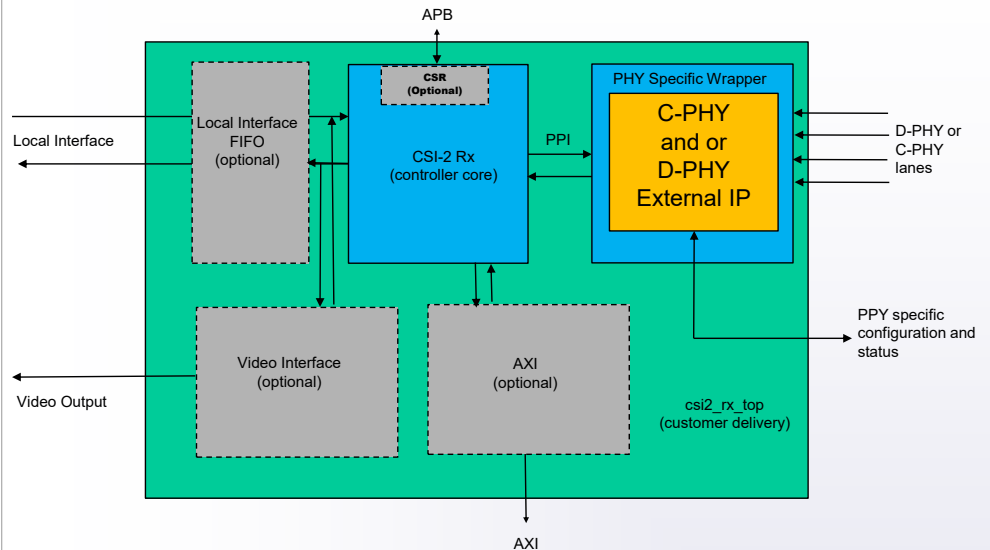 APB
CSR
(Optional)
PHY Specific Wrapper
Local Interface
Local Interface
FIFO
(optional)
CSI-2 Rx
(controller core)
PPI
C-PHY
and or
D-PHY
External IP
D-PHY or
C-PHY
lanes
Video Interface
(optional)
AXI
(optional)
PPY specific
configuration and
status
Video Output
csi2_rx_top
(customer delivery)
AXI